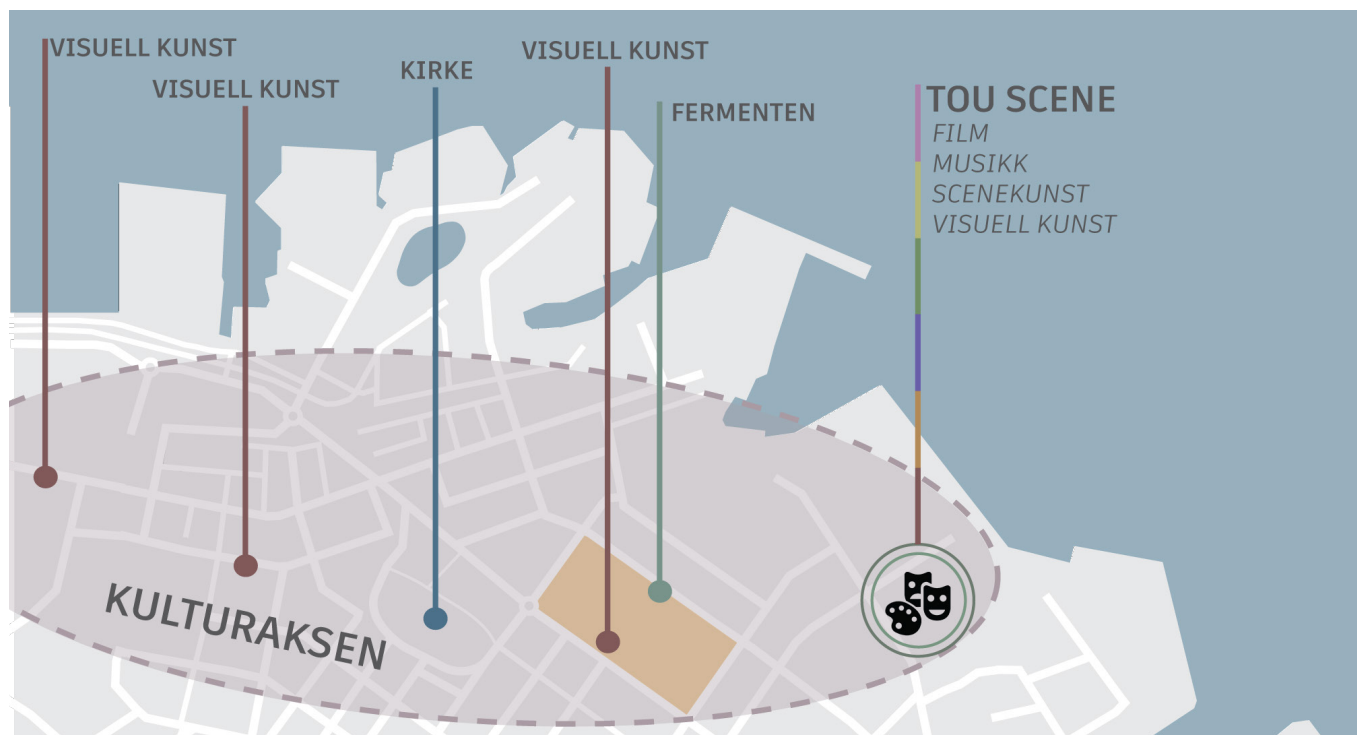 VISUELL KUNST
VISUELL KUNST
KIRKE
VISUELL KUNST
FERMENTEN
TOU SCENE
FILM
MUSIKK
SCENEKUNST
VISUELL KUNST
KULTURAKSEN